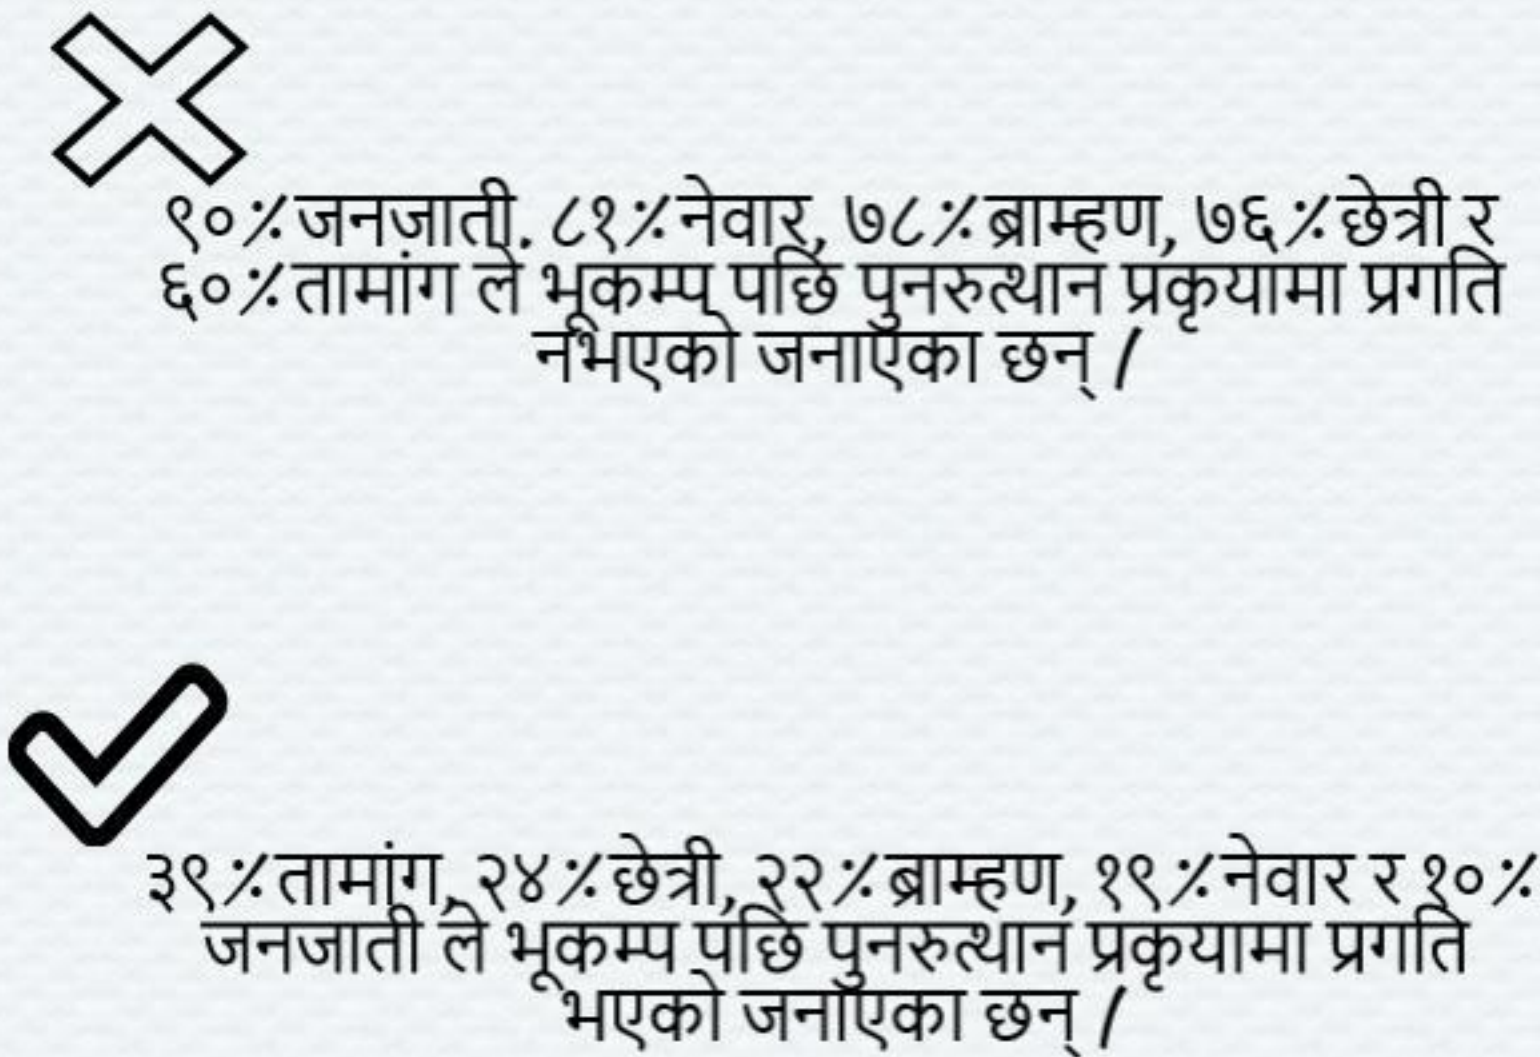 ९०%जनजाती. ८१%नेवार, ७८%ब्राम्हण, ७६%छेत्री र
६०%तामांग ले भूकम्प् पछि पुनरुत्थान प्रकृयामा प्रगति
नभएको जनाएका छन् /
३९%तामांग, २४%छेत्री, २२%ब्राम्हण, १९%नेवार र १०%
जनजाती ले भूकम्प पछि पुनरुत्थान प्रकृयामा प्रगति
भएको जनाएका छन् /